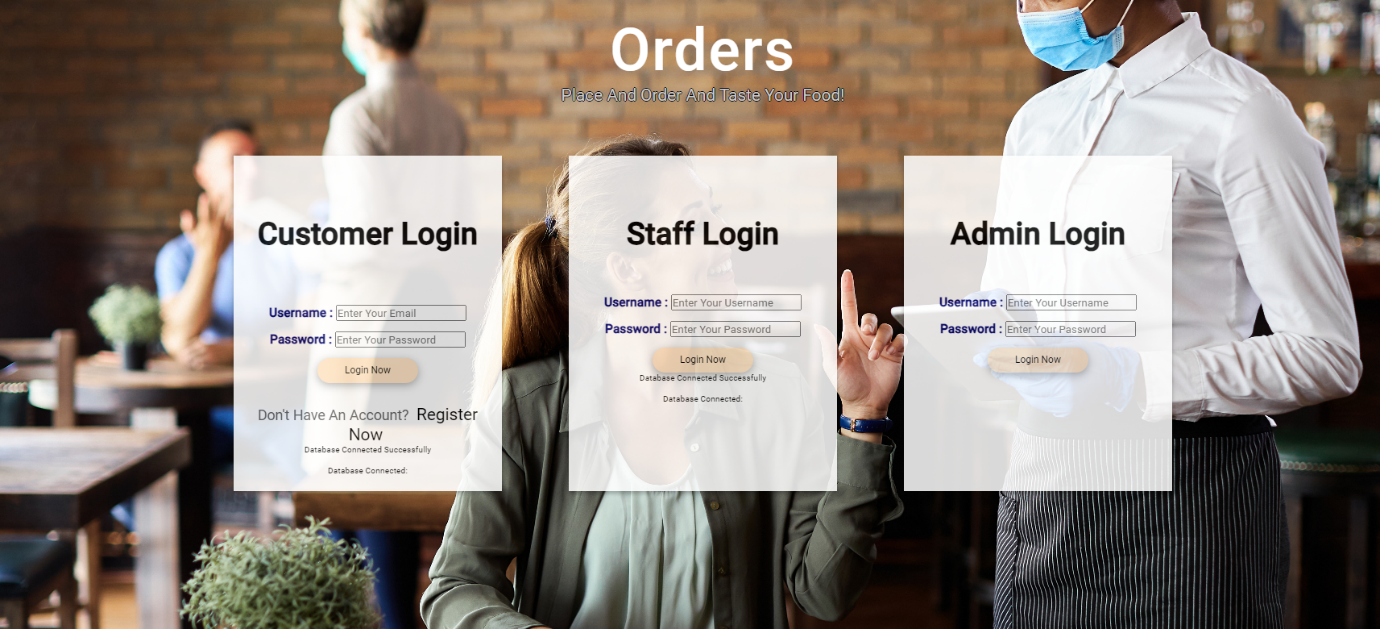 Orders
Place And Order And Taste Your Food!
Customer Login
Username : Enter Your Email
Password : Enter Your Password
Login Now
Don't Have An Account? Register
Now
Database Connected Successfully
Database Connected:
Staff Login
Username : Enter Your Username
Password : Enter Your Password
Login Now
Database Connected Successfully
Database Connected:
Admin Login
Username : Enter Your Username
Password : Enter Your Password
Login Now